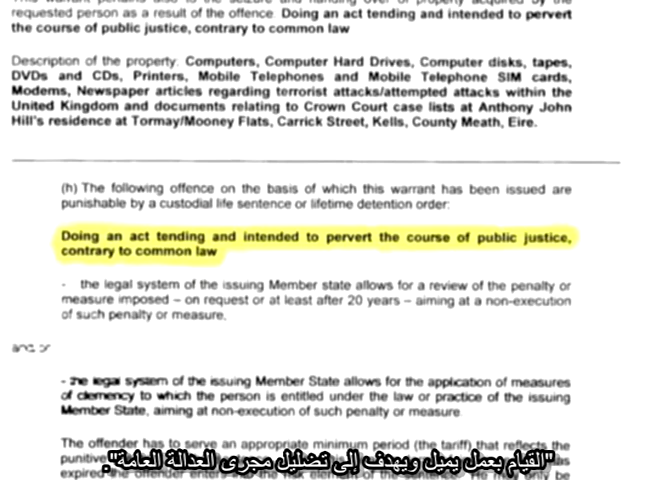 requested person as a result of the offence. Doing an act tending and intended to pervert
the course of public justice, contrary to common law
Description of the property: Computers, Computer Hard Drives, Computer disks, tapes,
DVDs and CDs, Printers, Mobile Telephones and Mobile Telephone SIM cards,
Modems, Newspaper articles regarding terrorist attacks/attempted attacks within the
United Kingdom and documents relating to Crown Court case lists at Anthony John
Hill's residence at Tormay/Mooney Flats, Carrick Street, Kells, County Meath, Eire.
(h) The following offence on the basis of which this warrant has been issued are
punishable by a custodial life sentence or lifetime detention order:
Doing an act tending and intended to pervert the course of public justice,
contrary to common law
- the legal system of the issuing Member state allows for a review of the penalty or
measure imposed – on request or at least after 20 years – aiming at a non-execution
of such penalty or measure.
and or
- the legal system of the issuing Member State allows for the application of measures
of clemency to which the person is entitled under the law or practice of the issuing
Member State, aiming at non-execution of such penalty or measure
The offender has to serve an appropriate minimum period (the tariff) that reflects the
"القيام بعمل يميل ويهدف إلى تضليل مجرى العدالة العامة".